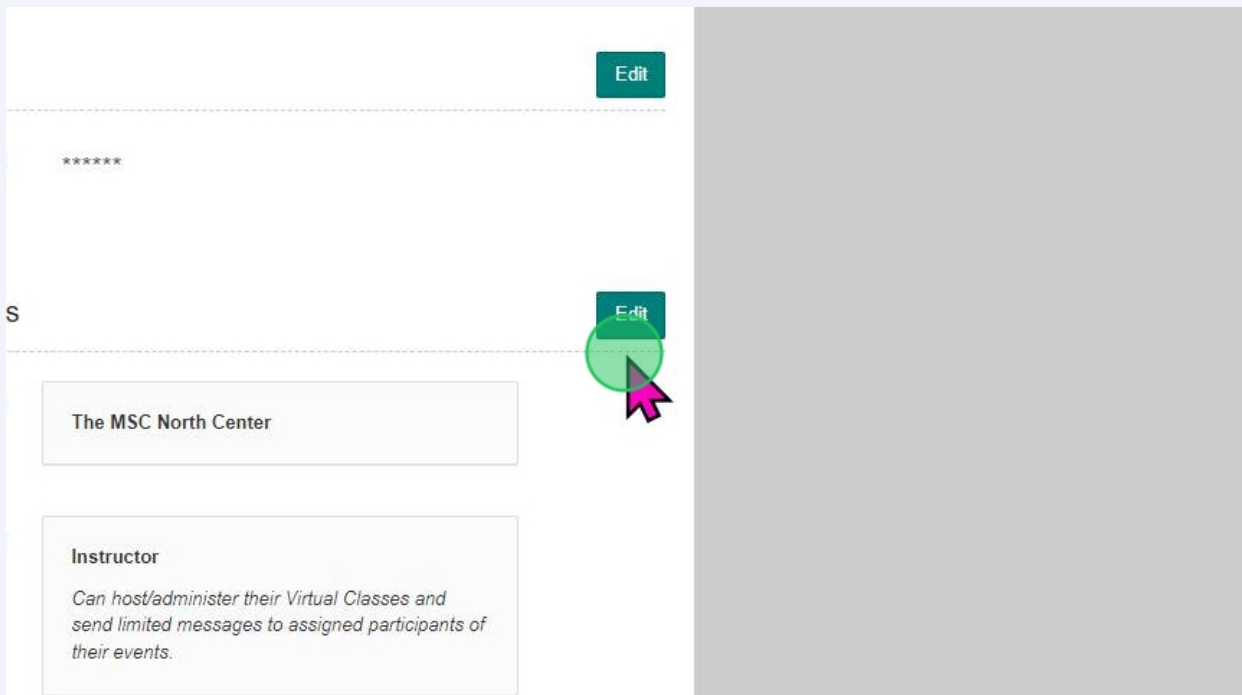 Edit
******
s
Edit
The MSC North Center
Instructor
Can host/administer their Virtual Classes and
send limited messages to assigned participants of
their events.